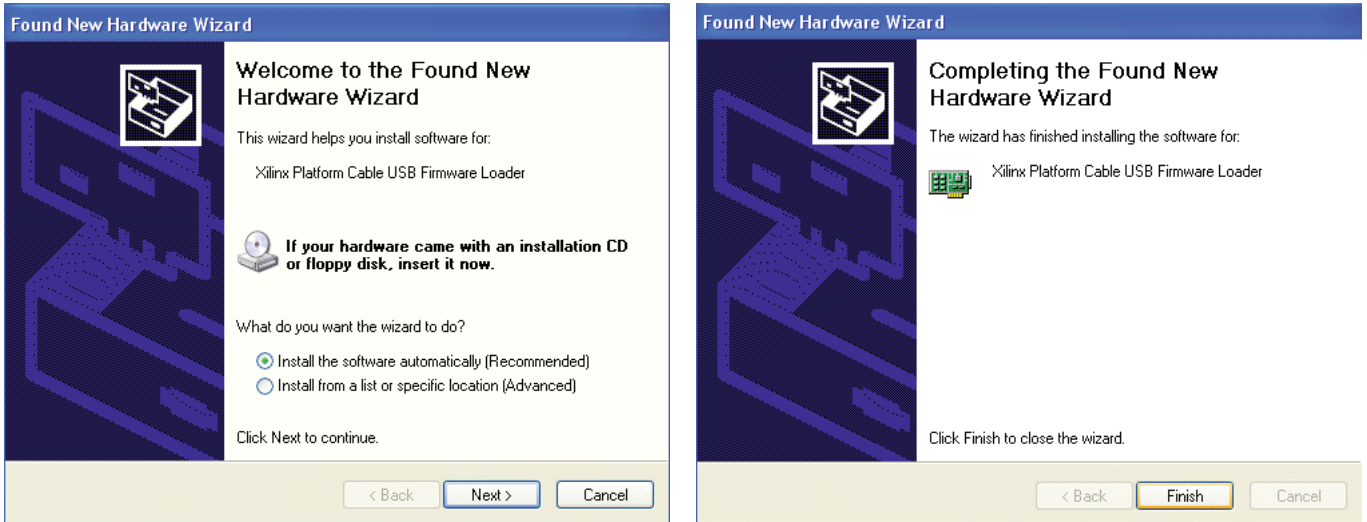 Found New Hardware Wizard
Welcome to the Found New
Hardware Wizard
This wizard helps you install software for:
Xilinx Platform Cable USB Firmware Loader
If your hardware came with an installation CD
or floppy disk, insert it now.
What do you want the wizard to do?
Install the software automatically (Recommended)
Install from a list or specific location (Advanced)
Click Next to continue.
< Back
Next >
Cancel
Found New Hardware Wizard
Completing the Found New
Hardware Wizard
The wizard has finished installing the software for:
Xilinx Platform Cable USB Firmware Loader
Click Finish to close the wizard.
< Back
Finish
Cancel